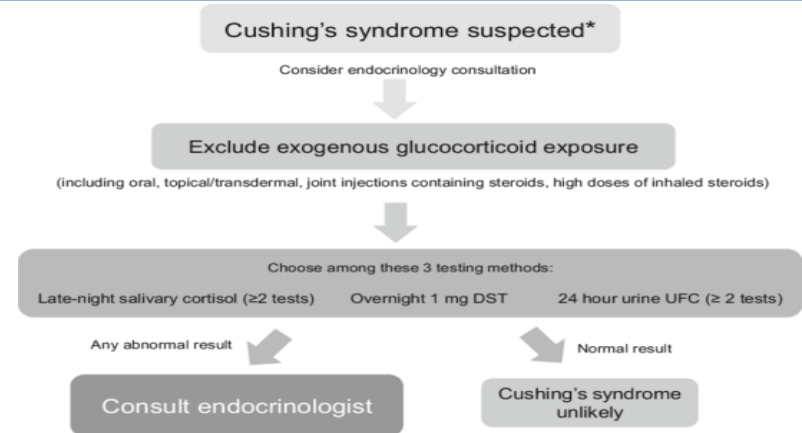 Cushing's syndrome suspected*
Consider endocrinology consultation
Exclude exogenous glucocorticoid exposure
(including oral, topical/transdermal, joint injections containing steroids, high doses of inhaled steroids)
Choose among these 3 testing methods:
Late-night salivary cortisol (≥2 tests) Overnight 1 mg DST 24 hour urine UFC (≥ 2 tests)
Any abnormal result
Normal result
Consult endocrinologist
Cushing's syndrome
unlikely